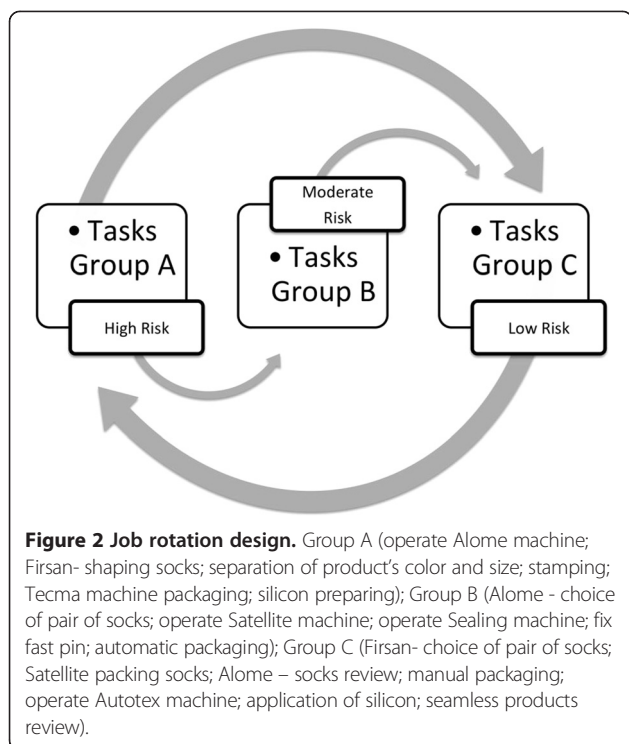 Moderate
Risk
• Tasks
Group A
• Tasks
Group B
• Tasks
Group C
High Risk
Low Risk
Figure 2 Job rotation design. Group A (operate Alome machine;
Firsan- shaping socks; separation of product's color and size; stamping;
Tecma machine packaging; silicon preparing); Group B (Alome - choice
of pair of socks; operate Satellite machine; operate Sealing machine; fix
fast pin; automatic packaging); Group C (Firsan- choice of pair of socks;
Satellite packing socks; Alome – socks review; manual packaging;
operate Autotex machine; application of silicon; seamless products
review).